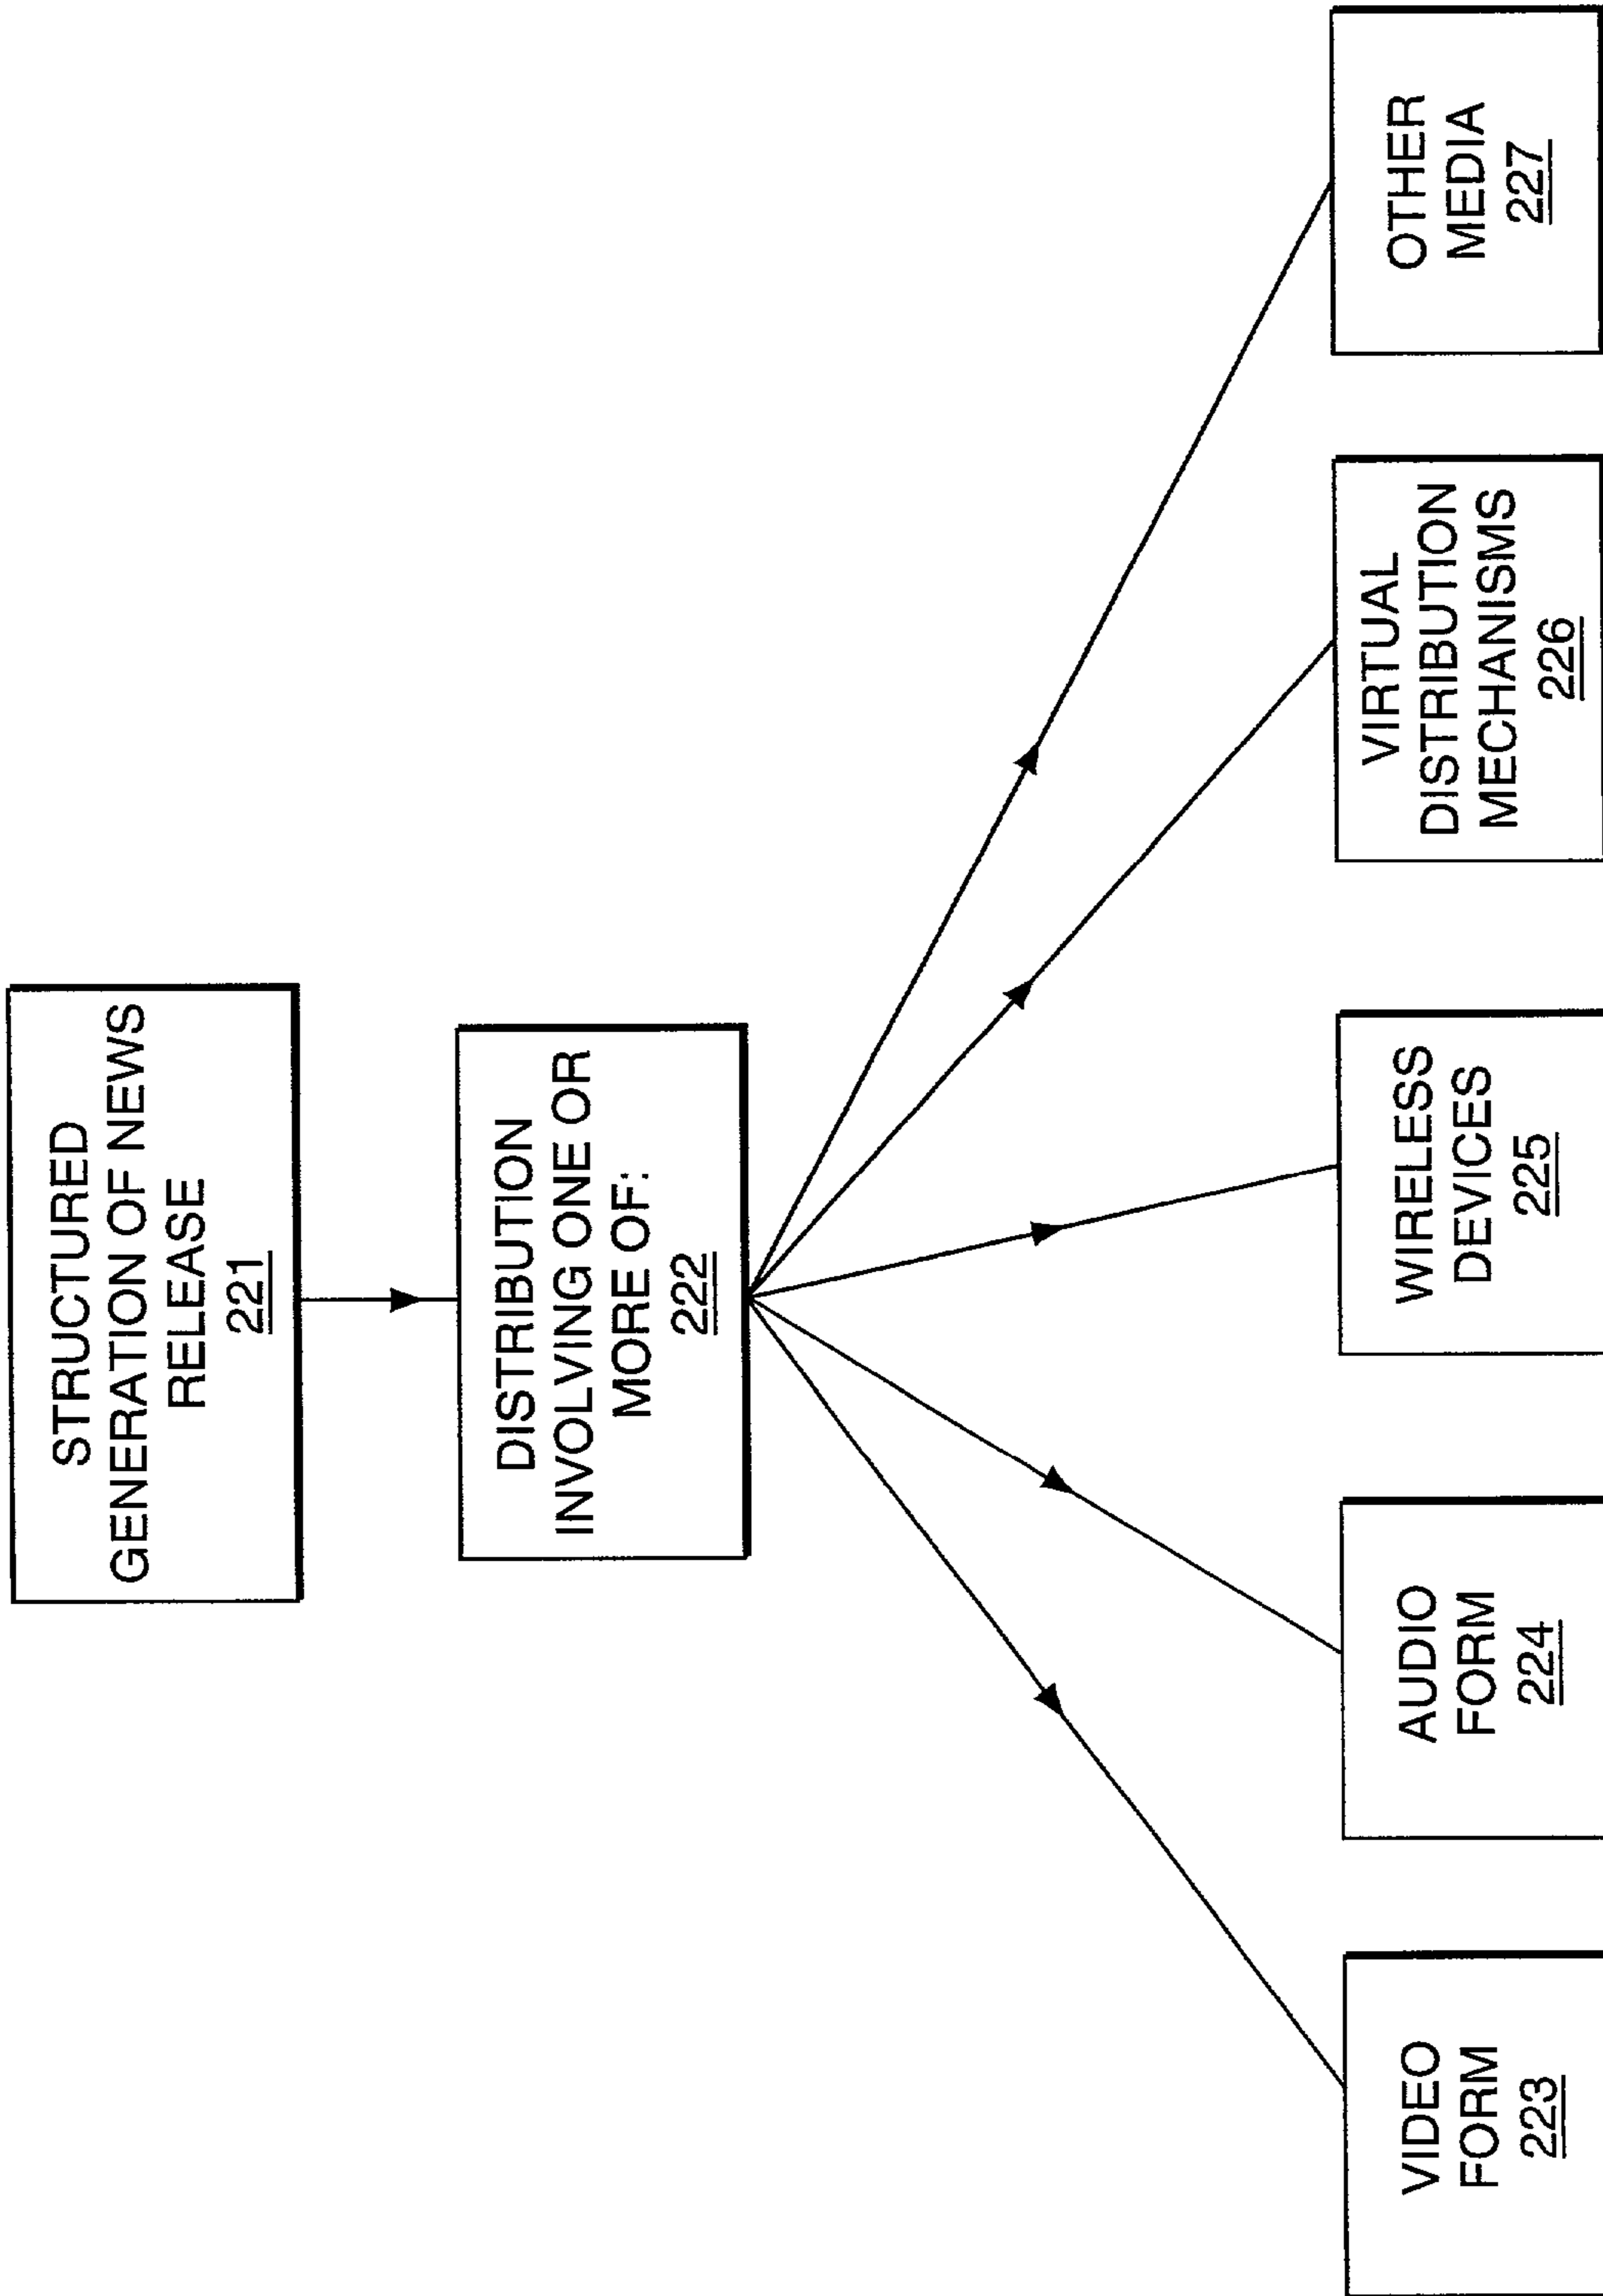 STRUCTURED
GENERATION OF NEWS
RELEASE
221
DISTRIBUTION
INVOLVING ONE OR
MORE OF:
222
VIDEO
FORM
223
AUDIO
FORM
224
WIRELESS
DEVICES
225
VIRTUAL
DISTRIBUTION
MECHANISMS
226
OTHER
MEDIA
227